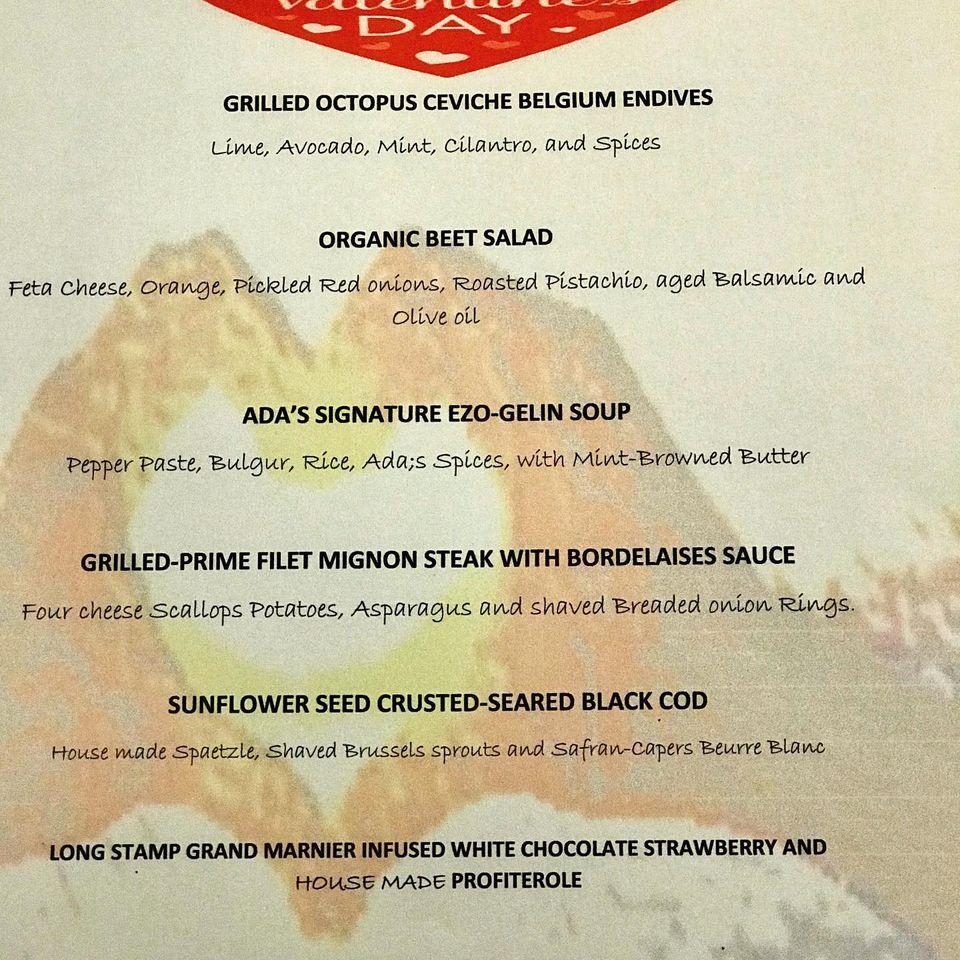 DAY
GRILLED OCTOPUS CEVICHE BELGIUM ENDIVES
Lime, Avocado, Mint, Cilantro, and Spices
ORGANIC BEET SALAD
Feta Cheese, Orange, Pickled Red onions, Roasted Pistachio, aged Balsamic and
Olive oil
ADA'S SIGNATURE EZO-GELIN SOUP
Pepper Paste, Bulgur, Rice, Ada;s Spices, with Mint-Browned Butter
GRILLED-PRIME FILET MIGNON STEAK WITH BORDELAISES SAUCE
Four cheese Scallops Potatoes, Asparagus and shaved Breaded onion Rings.
SUNFLOWER SEED CRUSTED-SEARED BLACK COD
House made Spaetzle, Shaved Brussels sprouts and Safran-Capers Beurre Blanc
LONG STAMP GRAND MARNIER INFUSED WHITE CHOCOLATE STRAWBERRY AND
HOUSE MADE PROFITEROLE